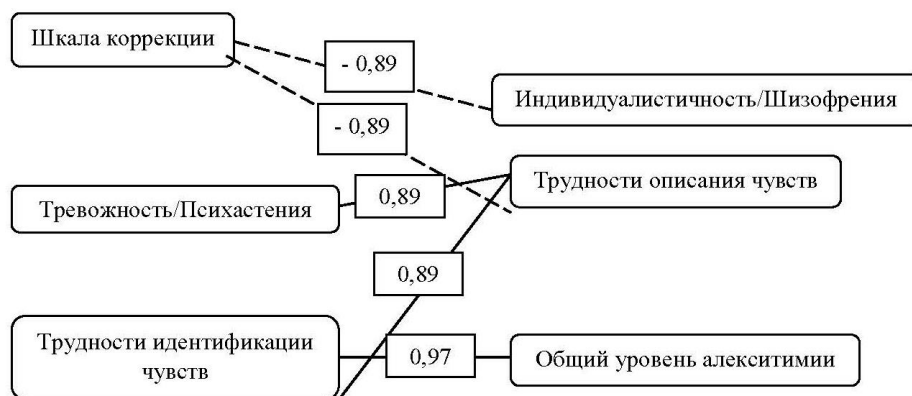 Шкала коррекции
- 0,89
Индивидуалистичность/Шизофрения
- 0,89
Трудности описания чувств
0,89
Тревожность/Психастения
0,89
Трудности идентификации
чувств
0,97
Общий уровень алекситимии